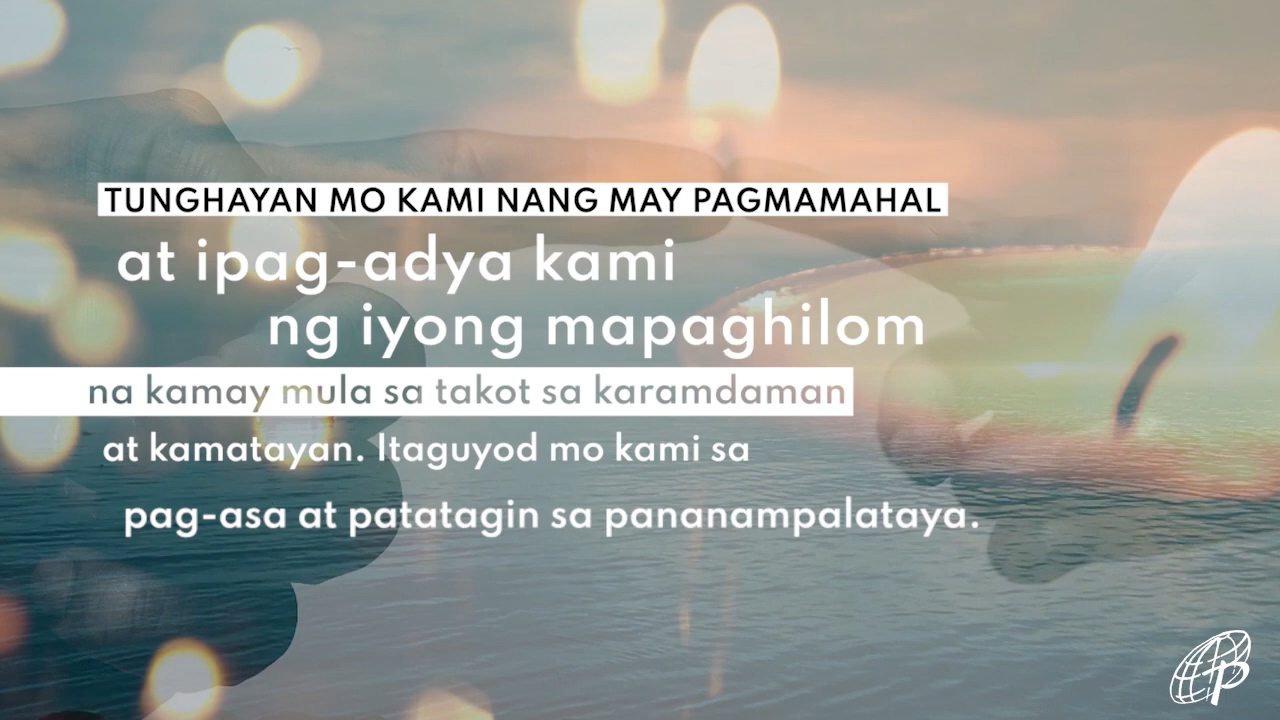 TUNGHAYAN MO KAMI NANG MAY PAGMAMAHAL
at ipag-adya kami
ng iyong mapaghilom
na kamay mula sa takot sa karamdaman
at kamatayan. Itaguyod mo kami sa
pag-asa at patatagin sa pananampalataya.